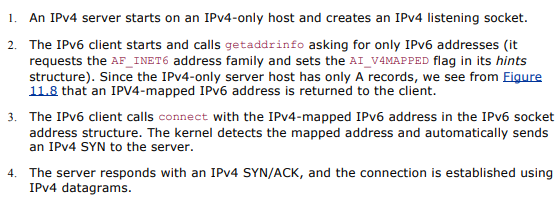 1. An IPv4 server starts on an IPv4-only host and creates an IPv4 listening socket.
2. The IPv6 client starts and calls getaddrinfo asking for only IPv6 addresses (it
requests the AF_INET6 address family and sets the AI_V4MAPPED flag in its hints
structure). Since the IPv4-only server host has only A records, we see from Figure
11.8 that an IPV4-mapped IPv6 address is returned to the client.
3. The IPv6 client calls connect with the IPv4-mapped IPv6 address in the IPv6 socket
address structure. The kernel detects the mapped address and automatically sends
an IPv4 SYN to the server.
4. The server responds with an IPv4 SYN/ACK, and the connection is established using
IPv4 datagrams.